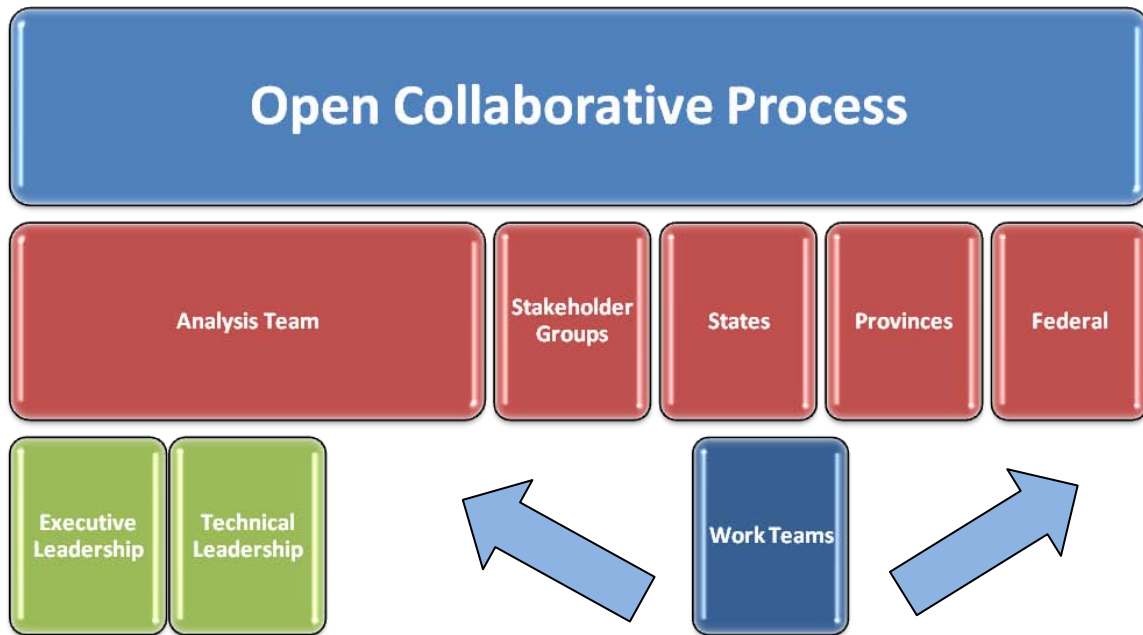 Open Collaborative Process
Analysis Team
Stakeholder
Groups
States
Provinces
Federal
Executive
Leadership
Technical
Leadership
Work Teams